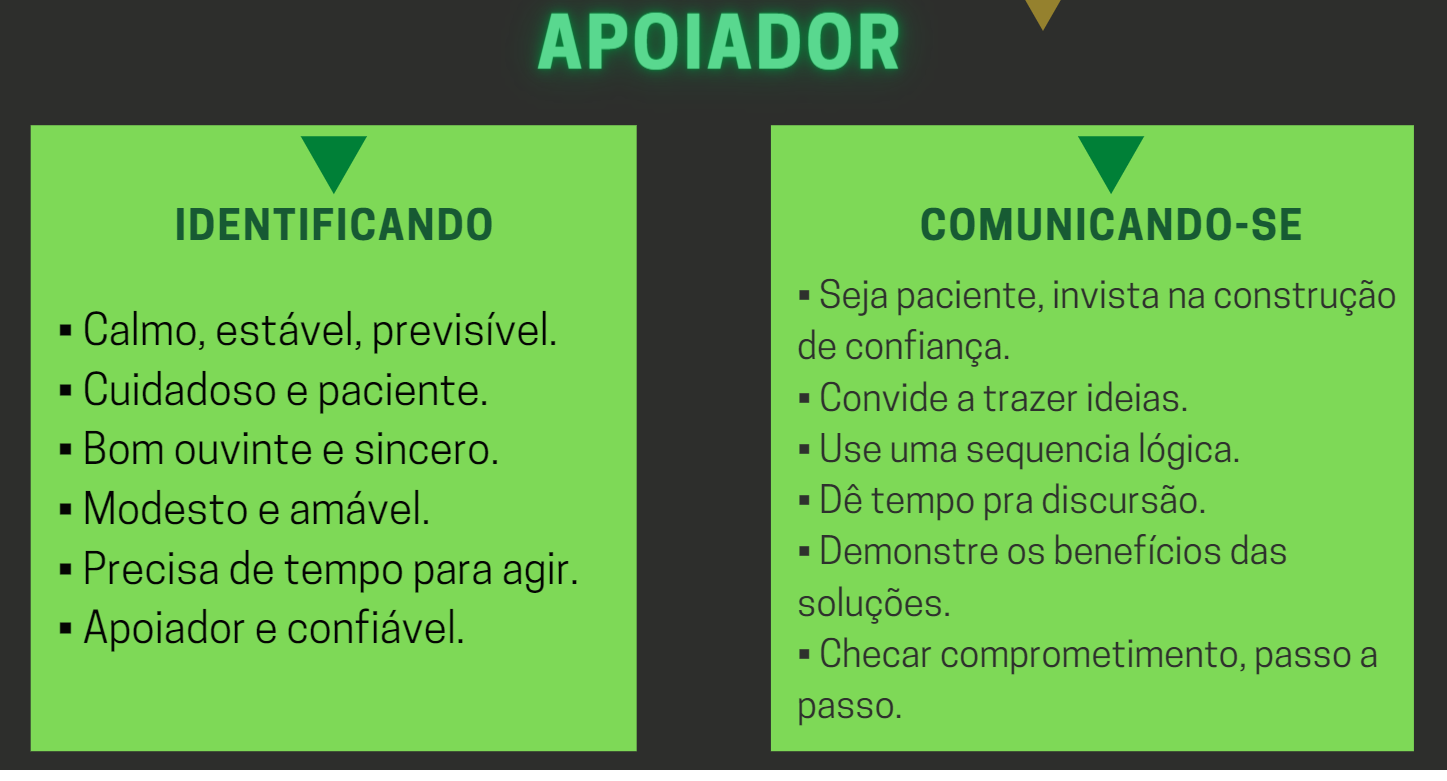 APOIADOR
IDENTIFICANDO
▪ Calmo, estável, previsível.
▪ Cuidadoso e paciente.
▪ Bom ouvinte e sincero.
▪ Modesto e amável.
▪ Precisa de tempo para agir.
▪ Apoiador e confiável.
COMUNICANDO-SE
▪ Seja paciente, invista na construção
de confiança.
▪ Convide a trazer ideias.
▪ Use uma sequencia lógica.
▪ Dê tempo pra discursão.
▪ Demonstre os benefícios das
soluções.
▪ Checar comprometimento, passo a
passo.